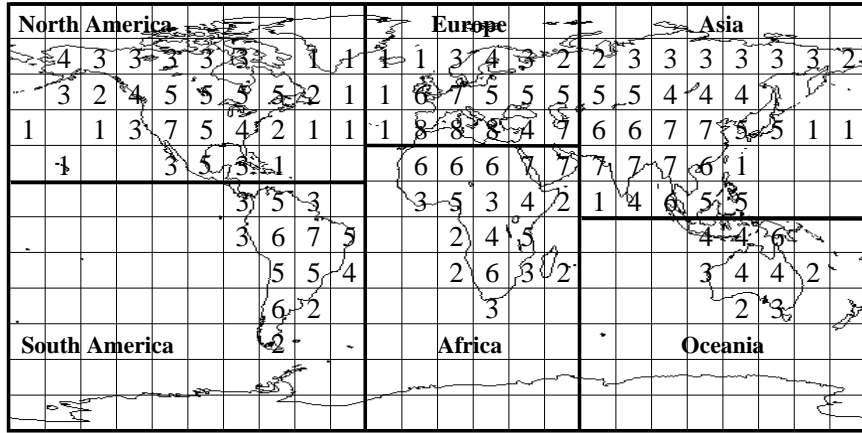 North America Europe Asia
4 3 3 3 3 3 1 1 1 1 3 4 3 2 2 3 3 3 3 3 3 2
3 2 4 5 5 5 5 2 1 1 6 7 5 5 5 5 5 4 4 4
1 1 3 7 5 4 2 1 1 1 8 8 8 4 7 6 6 7 7 5 5 1 1
1 3 5 3 1 6 6 6 7 7 7 7 7 6 1
3 5 3 3 5 3 4 2 1 4 6 5 5
3 6 7 5 2 4 5 4 4 6
5 5 4 2 6 3 2 3 4 4 2
6 2 3 2 3
South America 2 Africa Oceania